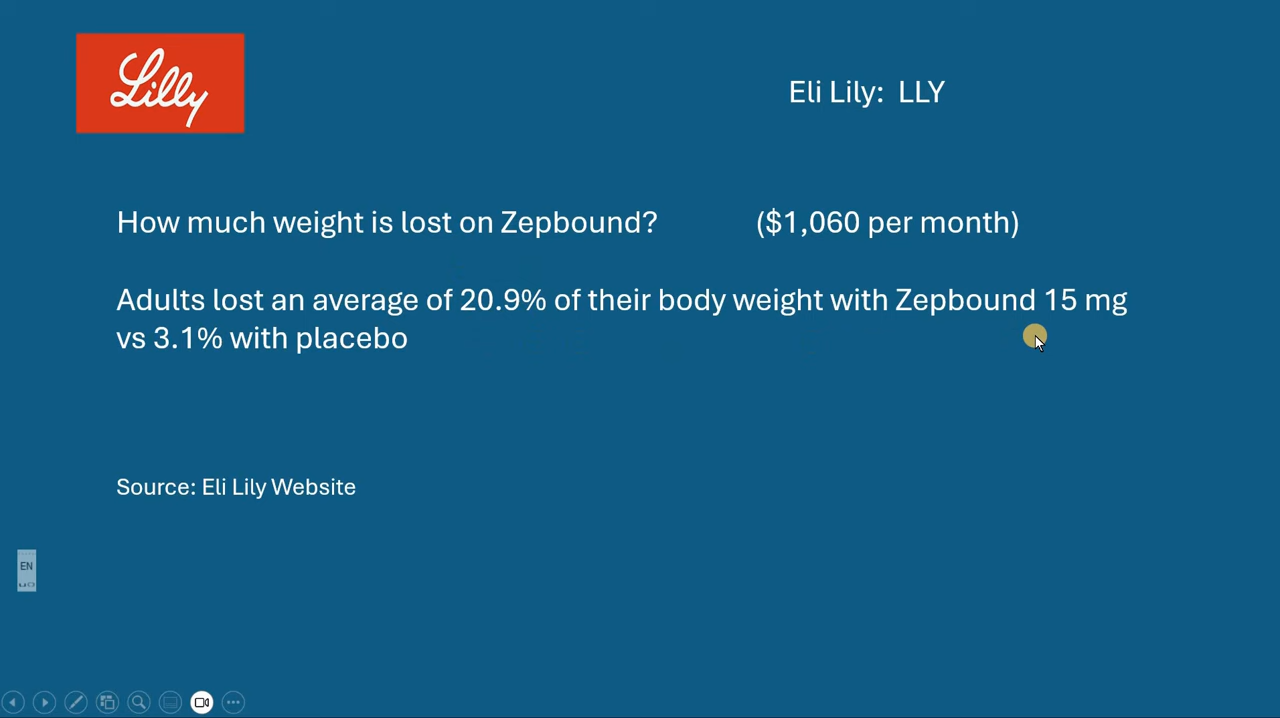 Lilly
Eli Lily: LLY
How much weight is lost on Zepbound? ($1,060 per month)
Adults lost an average of 20.9% of their body weight with Zepbound 15 mg
vs 3.1% with placebo
Source: Eli Lily Website
EN